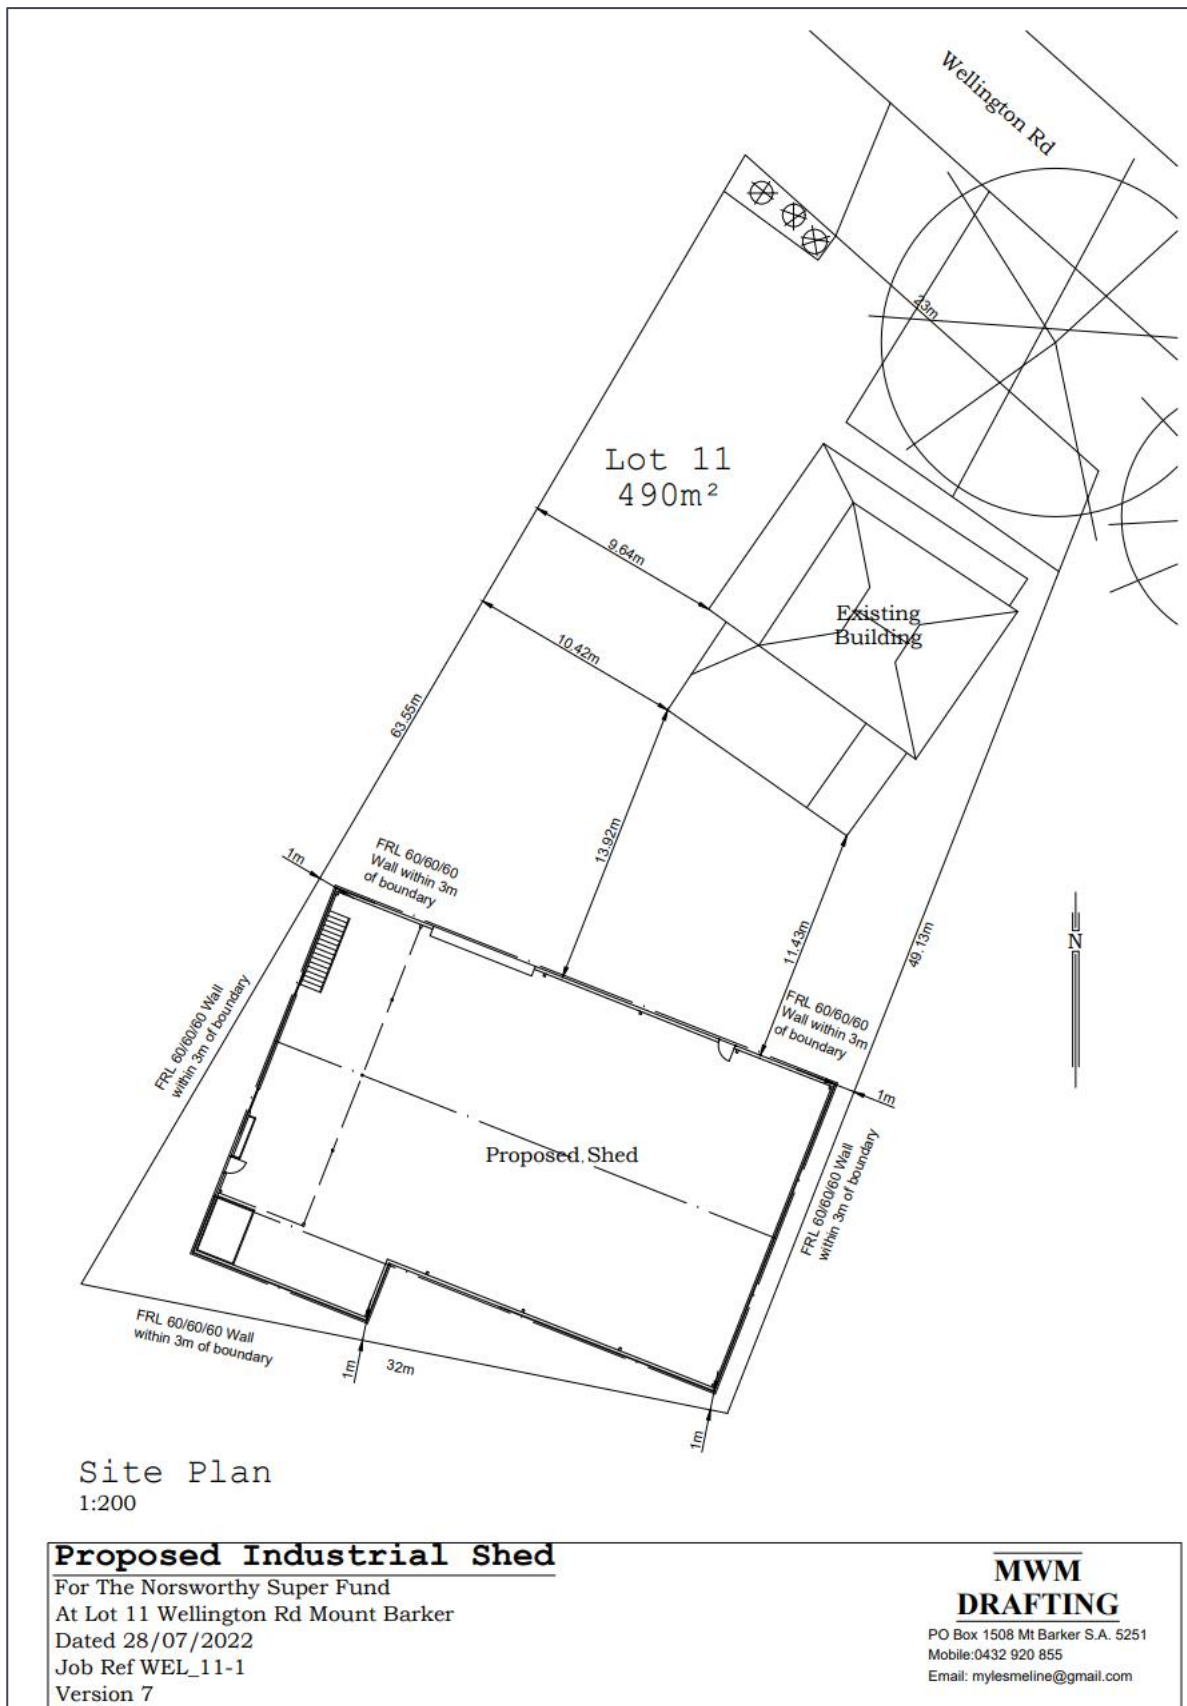 Wellington Rd
23m
Lot 11
490m²
9.64m
Existing
Building
10.42m
63.55m
13.92m
11.43m
49.13m
1m
FRL 60/60/60
Wall within 3m
of boundary
N
FRL 60/60/60 Wall
within 3m of boundary
FRL 60/60/60
Wall within 3m
of boundary
1m
Proposed Shed
FRL 60/60/60 Wall
within 3m of boundary
FRL 60/60/60 Wall
within 3m of boundary
1m
32m
1m
Site Plan
1:200
Proposed Industrial Shed
For The Norsworthy Super Fund
At Lot 11 Wellington Rd Mount Barker
Dated 28/07/2022
Job Ref WEL_11-1
Version 7
MWM
DRAFTING
PO Box 1508 Mt Barker S.A. 5251
Mobile:0432 920 855
Email: mylesmeline@gmail.com